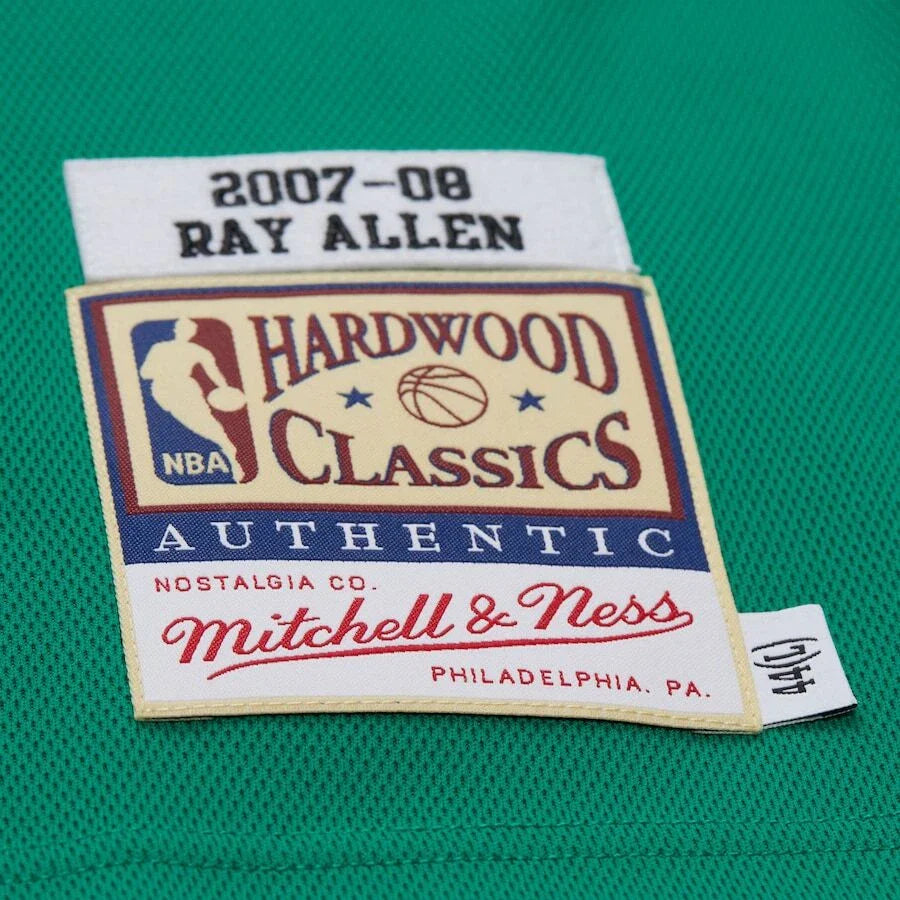 2007-08
RAY ALLEN
HARDWOOD
CLASSICS
NBA
AUTHENTIC
NOSTALGIA CO.
Mitchell & Ness
PHILADELPHIA. PA.
44(L)